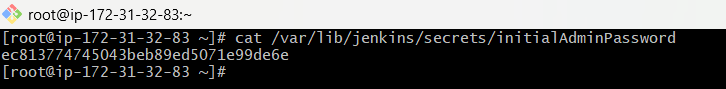 root@ip-172-31-32-83:~
[root@ip-172-31-32-83 ~]# cat /var/lib/jenkins/secrets/initialAdminPassword
ec813774745043beb89ed5071e99de6e
[root@ip-172-31-32-83 ~]#